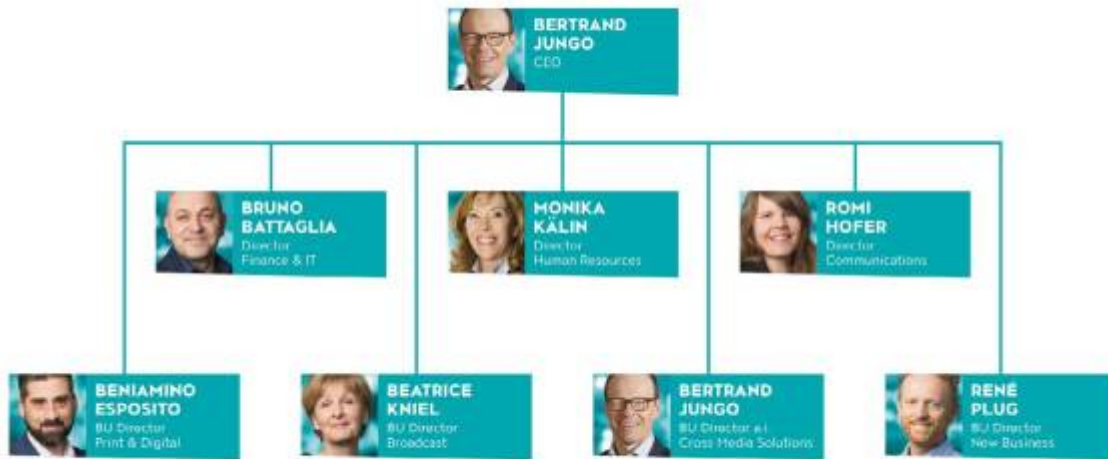 BERTRAND
JUNGO
CEO
BRUNO
BATTAGLIA
Director
Finance & IT
MONIKA
KÄLIN
Director
Human Resources
ROMI
HOFER
Director
Communications
BENIAMINO
ESPOSITO
BU Director
Print & Digital
BEATRICE
KNIEL
BU Director
Broadcast
BERTRAND
JUNGO
BU Director a.i.
Cross Media Solutions
RENÉ
PLUG
BU Director
New Business